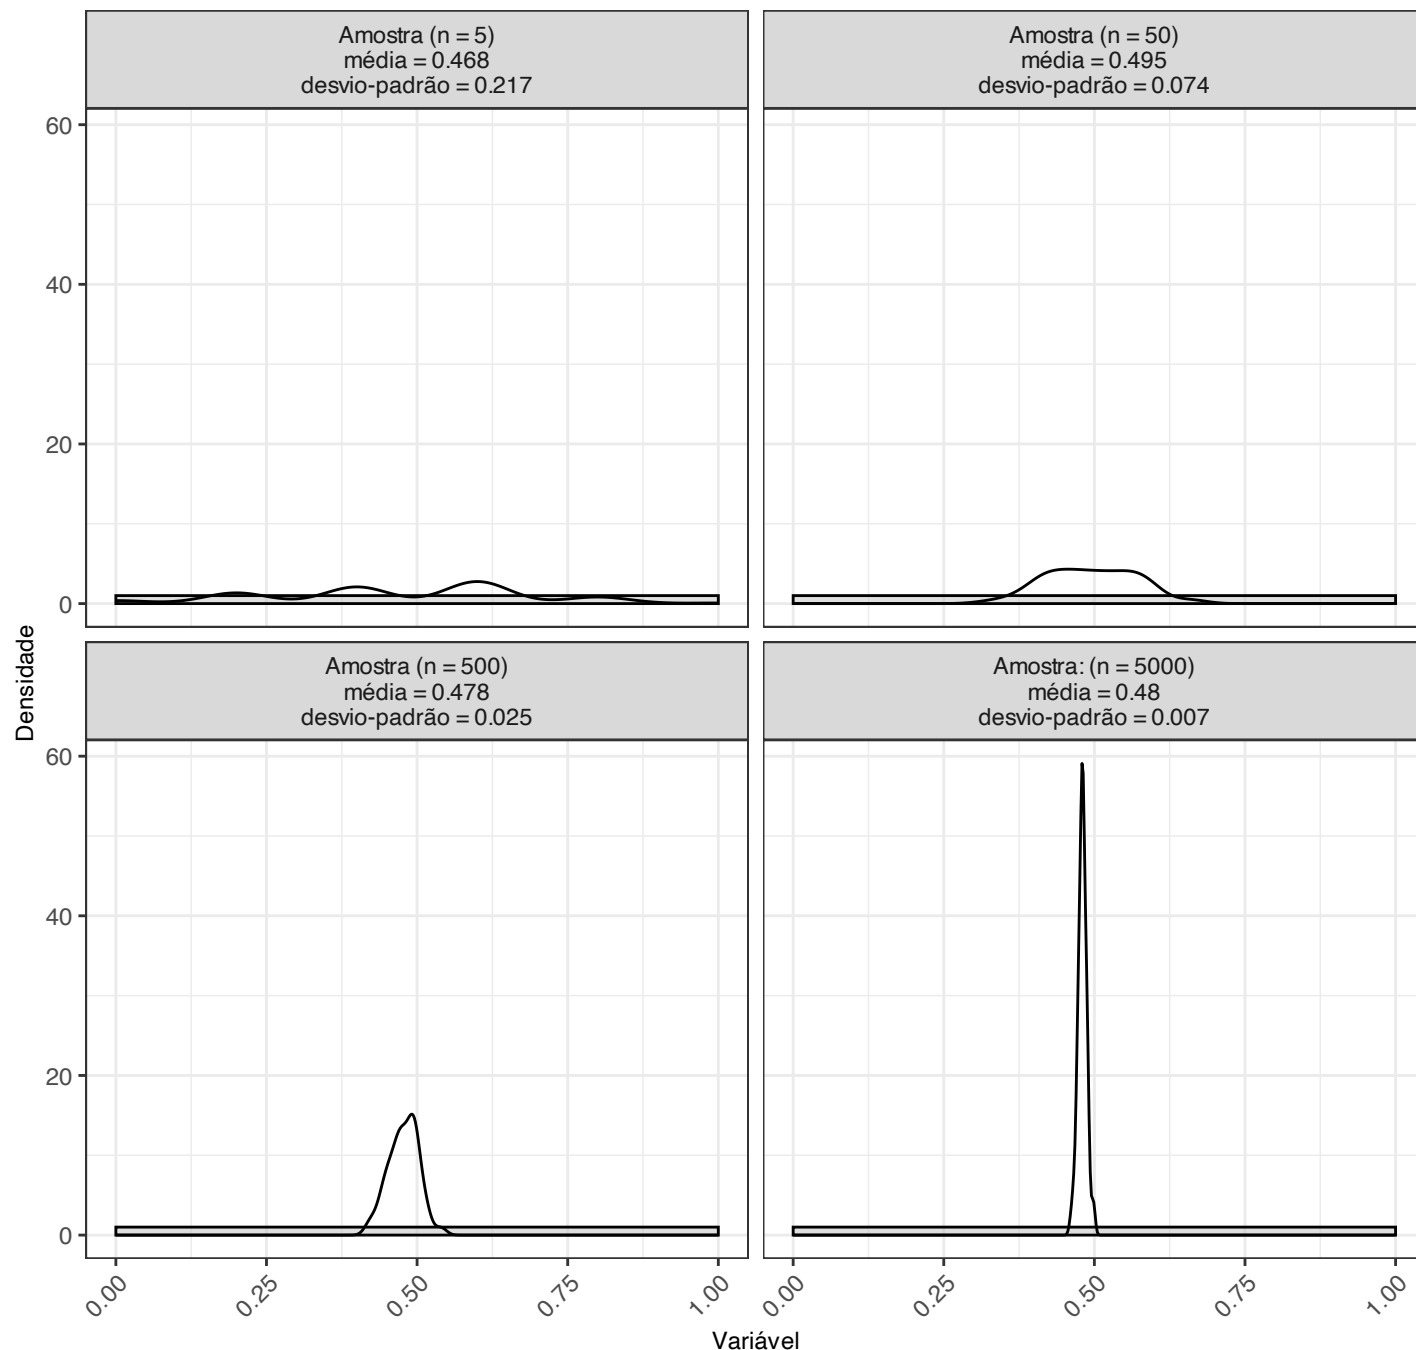 Amostra (n = 5)
média = 0.468
desvio-padrão = 0.217
Amostra (n = 50)
média = 0.495
desvio-padrão = 0.074
60
40
20
0
Amostra (n = 500)
média = 0.478
desvio-padrão = 0.025
Amostra: (n = 5000)
média = 0.48
desvio-padrão = 0.007
60
40
20
0
Densidade
0.00 0.25 0.50 0.75 1.00
0.00 0.25 0.50 0.75 1.00
Variável